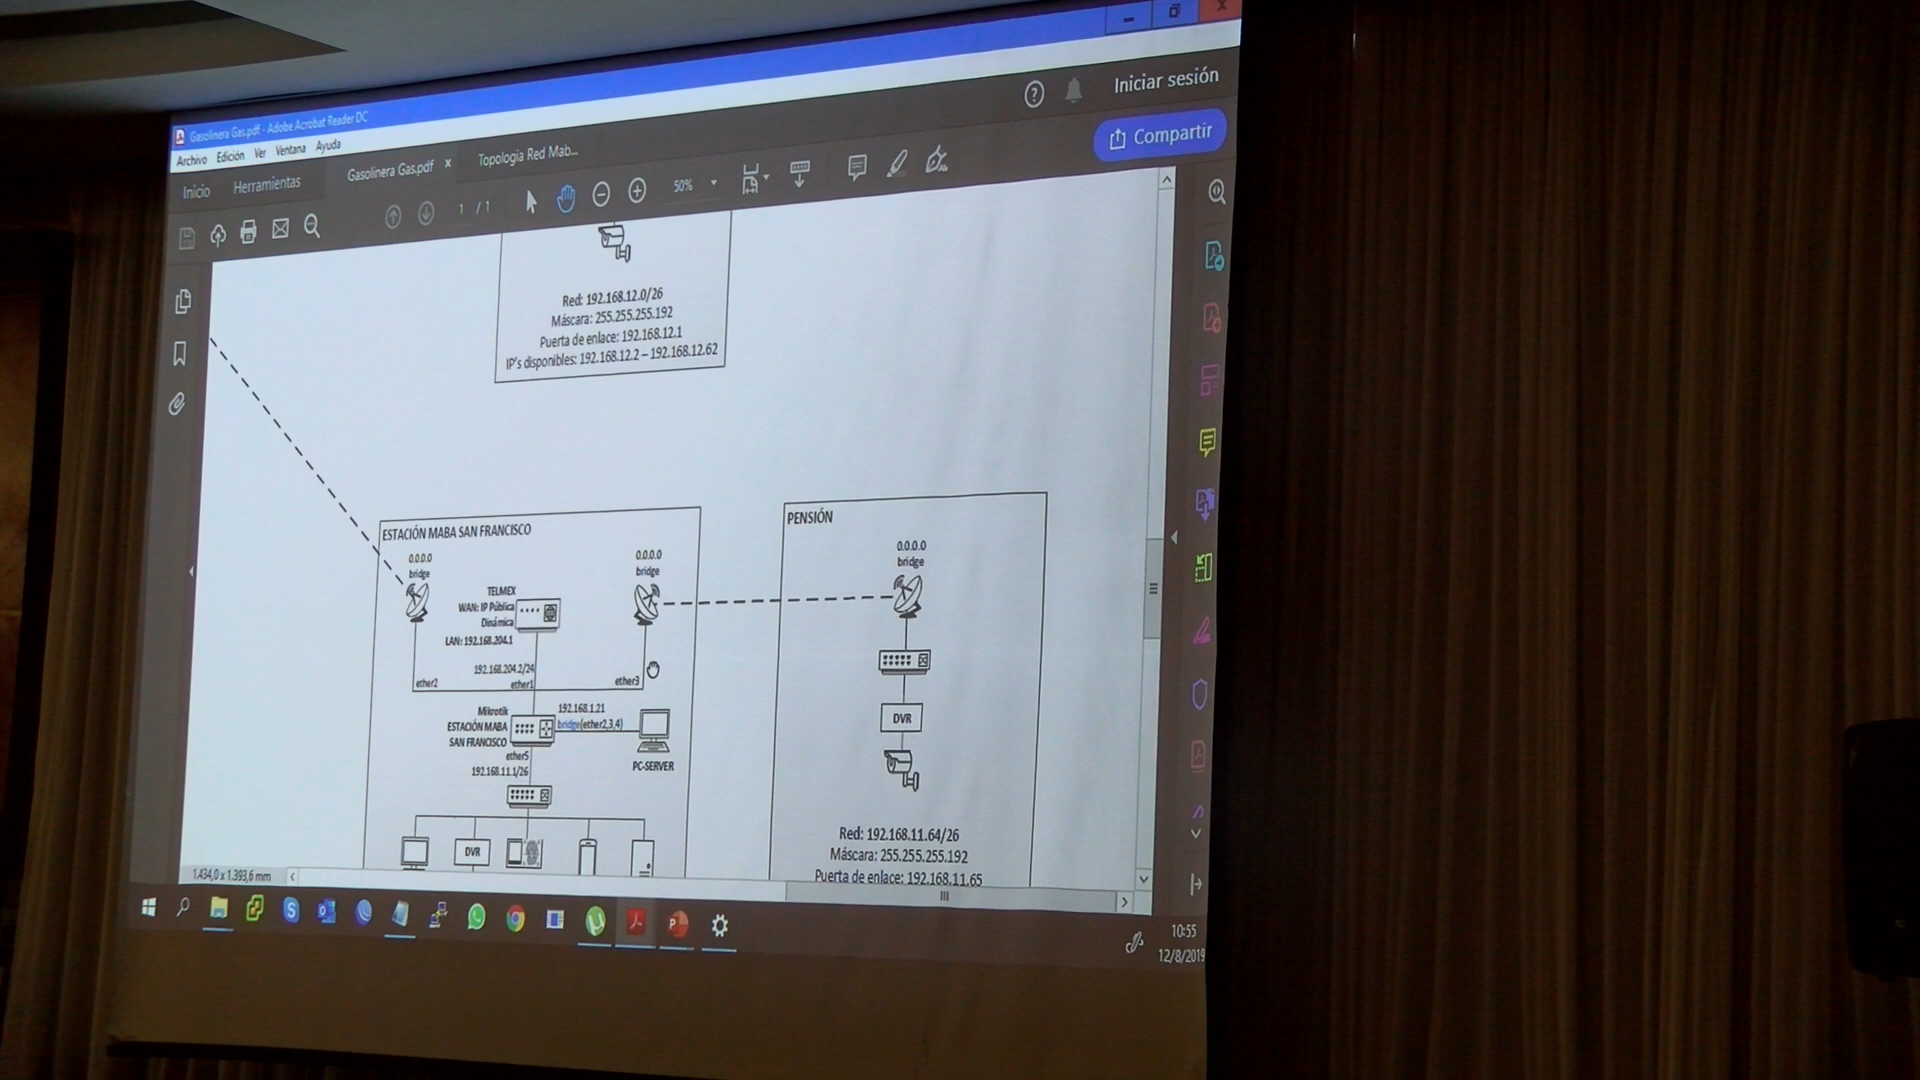 Gasolinera Gas.pdf - Adobe Acrobat Reader DC
Archivo Edición Ver Ventana Ayuda
Iniciar sesión
Inicio Herramientas Gasolinera Gas.pdf × Topologia Red Mab...
Compartir
1 / 1 50%
Red: 192.168.12.0/26
Máscara: 255.255.255.192
Puerta de enlace: 192.168.12.1
IP's disponibles: 192.168.12.2 – 192.168.12.62
ESTACIÓN MABA SAN FRANCISCO
0.0.0.0
bridge
0.0.0.0
bridge
TELMEX
WAN: IP Pública
Dinámica
LAN: 192.168.204.1
192.168.204.2/24
ether2
ether1
ether3
Mikrotik
ESTACIÓN MABA
SAN FRANCISCO
192.168.1.21
bridge(ether2,3,4)
PC-SERVER
ether5
192.168.11.1/26
DVR
PENSIÓN
0.0.0.0
bridge
DVR
Red: 192.168.11.64/26
Máscara: 255.255.255.192
Puerta de enlace: 192.168.11.65
1.434,0 x 1.393,6 mm
10:55
12/8/2019